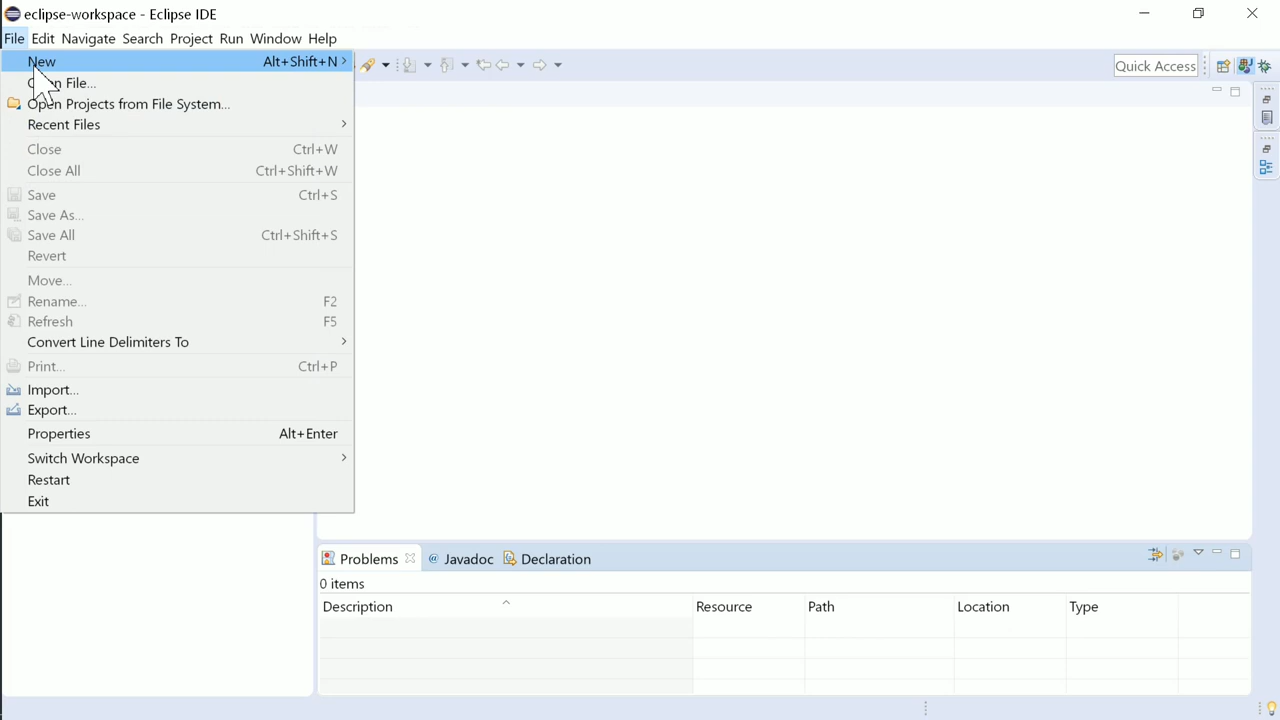 eclipse-workspace - Eclipse IDE
File Edit Navigate Search Project Run Window Help
New Alt+Shift+N
Quick Access
File...
Open Projects from File System...
Recent Files
Close Ctrl+W
Close All Ctrl+Shift+W
Save Ctrl+S
Save As...
Save All Ctrl+Shift+S
Revert
Move...
Rename... F2
Refresh F5
Convert Line Delimiters To
Print... Ctrl+P
Import...
Export...
Properties Alt+Enter
Switch Workspace
Restart
Exit
Problems @ Javadoc Declaration
0 items
Description Resource Path Location Type